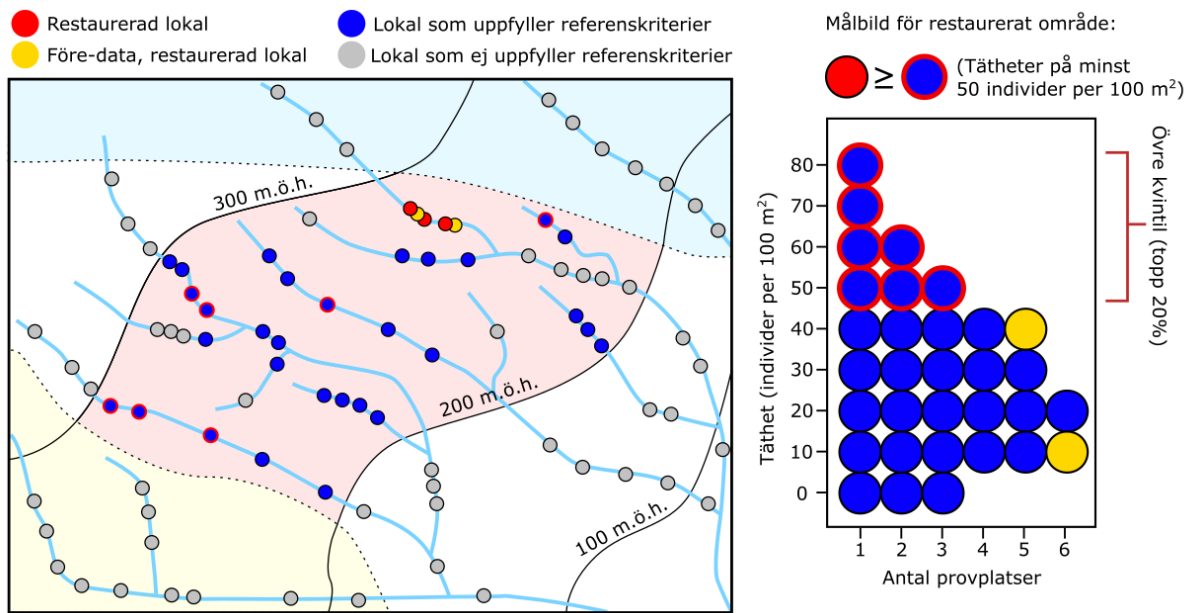 Restaurerad lokal
Före-data, restaurerad lokal
Lokal som uppfyller referenskriterier
Lokal som ej uppfyller referenskriterier
300 m.ö.h.
200 m.ö.h.
100 m.ö.h.
Målbild för restaurerat område:
≥
(Tätheter på minst
50 individer per 100 m²)
Övre kvintil (topp 20%)
Täthet (individer per 100 m²)
80
70
60
50
40
30
20
10
0
1 2 3 4 5 6
Antal provplatser